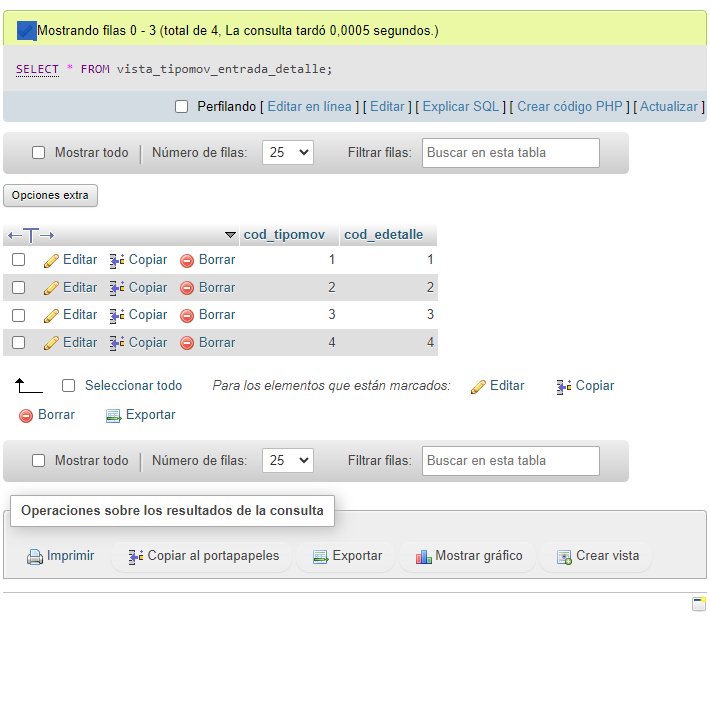 Mostrando filas 0 - 3 (total de 4, La consulta tardó 0,0005 segundos.)
SELECT * FROM vista_tipomov_entrada_detalle;
Perfilando [ Editar en línea ] [ Editar ] [ Explicar SQL ] [ Crear código PHP ] [ Actualizar ]
Mostrar todo | Número de filas: 25 Filtrar filas: Buscar en esta tabla
Opciones extra
←T→ cod_tipomov cod_edetalle
Editar Copiar Borrar 1 1
Editar Copiar Borrar 2 2
Editar Copiar Borrar 3 3
Editar Copiar Borrar 4 4
Seleccionar todo Para los elementos que están marcados: Editar Copiar
Borrar Exportar
Mostrar todo | Número de filas: 25 Filtrar filas: Buscar en esta tabla
Operaciones sobre los resultados de la consulta
Imprimir Copiar al portapapeles Exportar Mostrar gráfico Crear vista